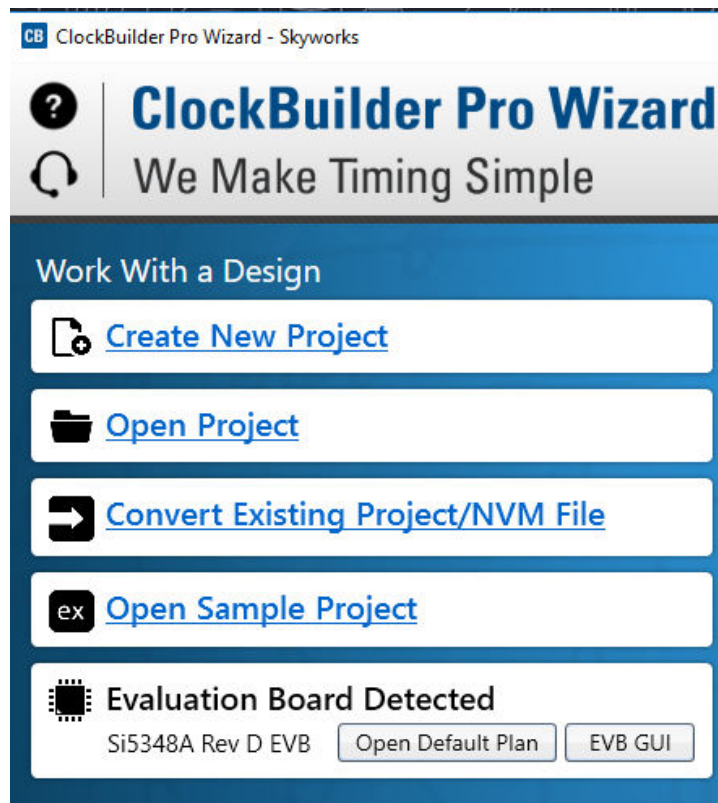 CB ClockBuilder Pro Wizard - Skyworks
? ClockBuilder Pro Wizard
We Make Timing Simple
Work With a Design
Create New Project
Open Project
Convert Existing Project/NVM File
ex Open Sample Project
Evaluation Board Detected
Si5348A Rev D EVB Open Default Plan EVB GUI